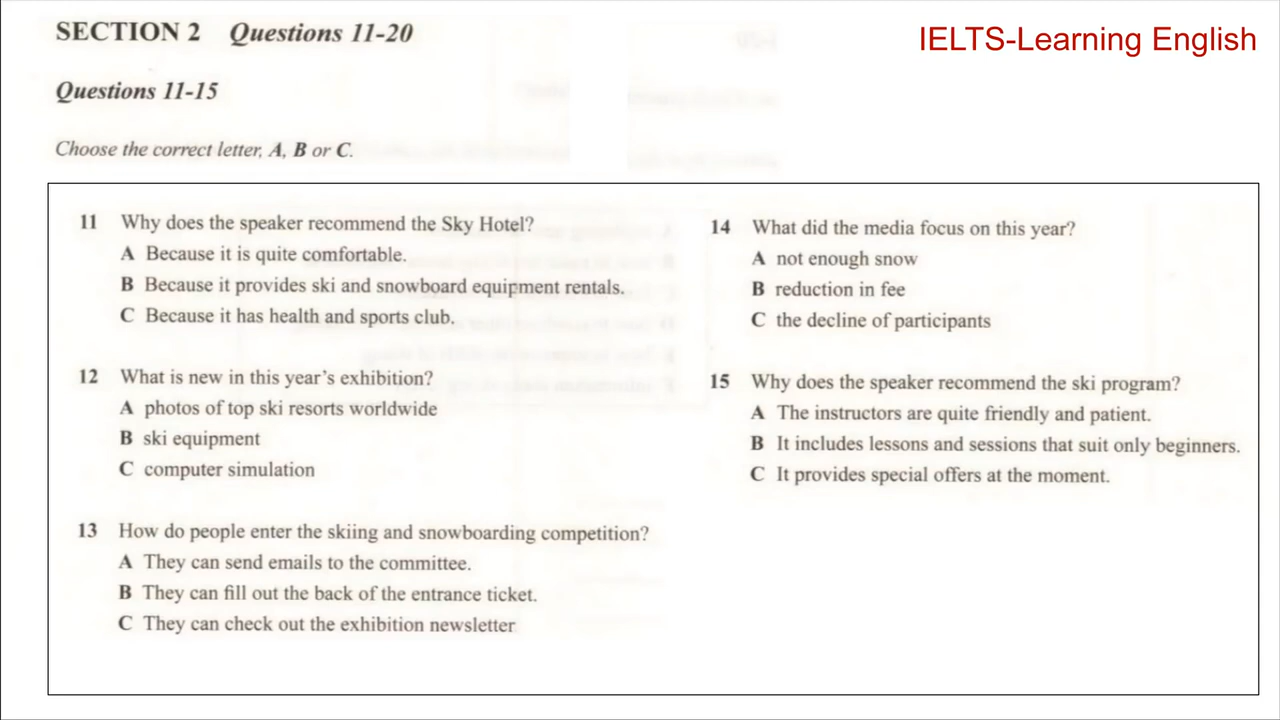 SECTION 2 Questions 11-20
IELTS-Learning English
Questions 11-15
Choose the correct letter, A, B or C.
11 Why does the speaker recommend the Sky Hotel?
A Because it is quite comfortable.
B Because it provides ski and snowboard equipment rentals.
C Because it has health and sports club.
12 What is new in this year's exhibition?
A photos of top ski resorts worldwide
B ski equipment
C computer simulation
13 How do people enter the skiing and snowboarding competition?
A They can send emails to the committee.
B They can fill out the back of the entrance ticket.
C They can check out the exhibition newsletter
14 What did the media focus on this year?
A not enough snow
B reduction in fee
C the decline of participants
15 Why does the speaker recommend the ski program?
A The instructors are quite friendly and patient.
B It includes lessons and sessions that suit only beginners.
C It provides special offers at the moment.